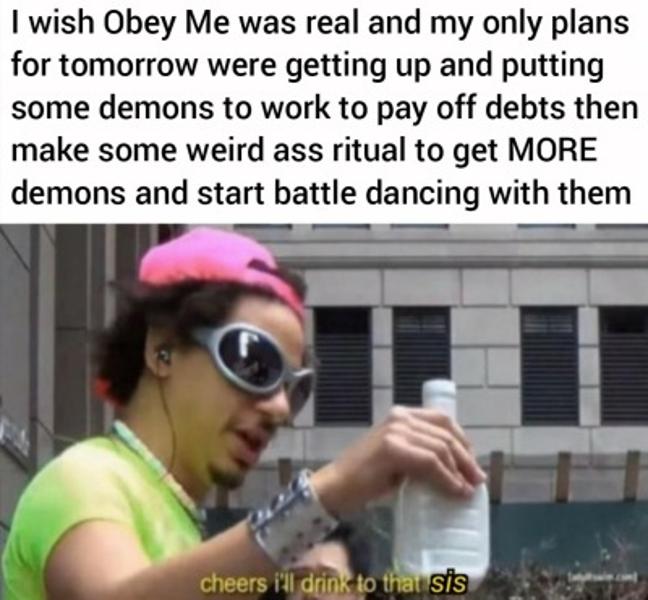 I wish Obey Me was real and my only plans
for tomorrow were getting up and putting
some demons to work to pay off debts then
make some weird ass ritual to get MORE
demons and start battle dancing with them
cheers i'll drink to that sis
[adultswim.com]